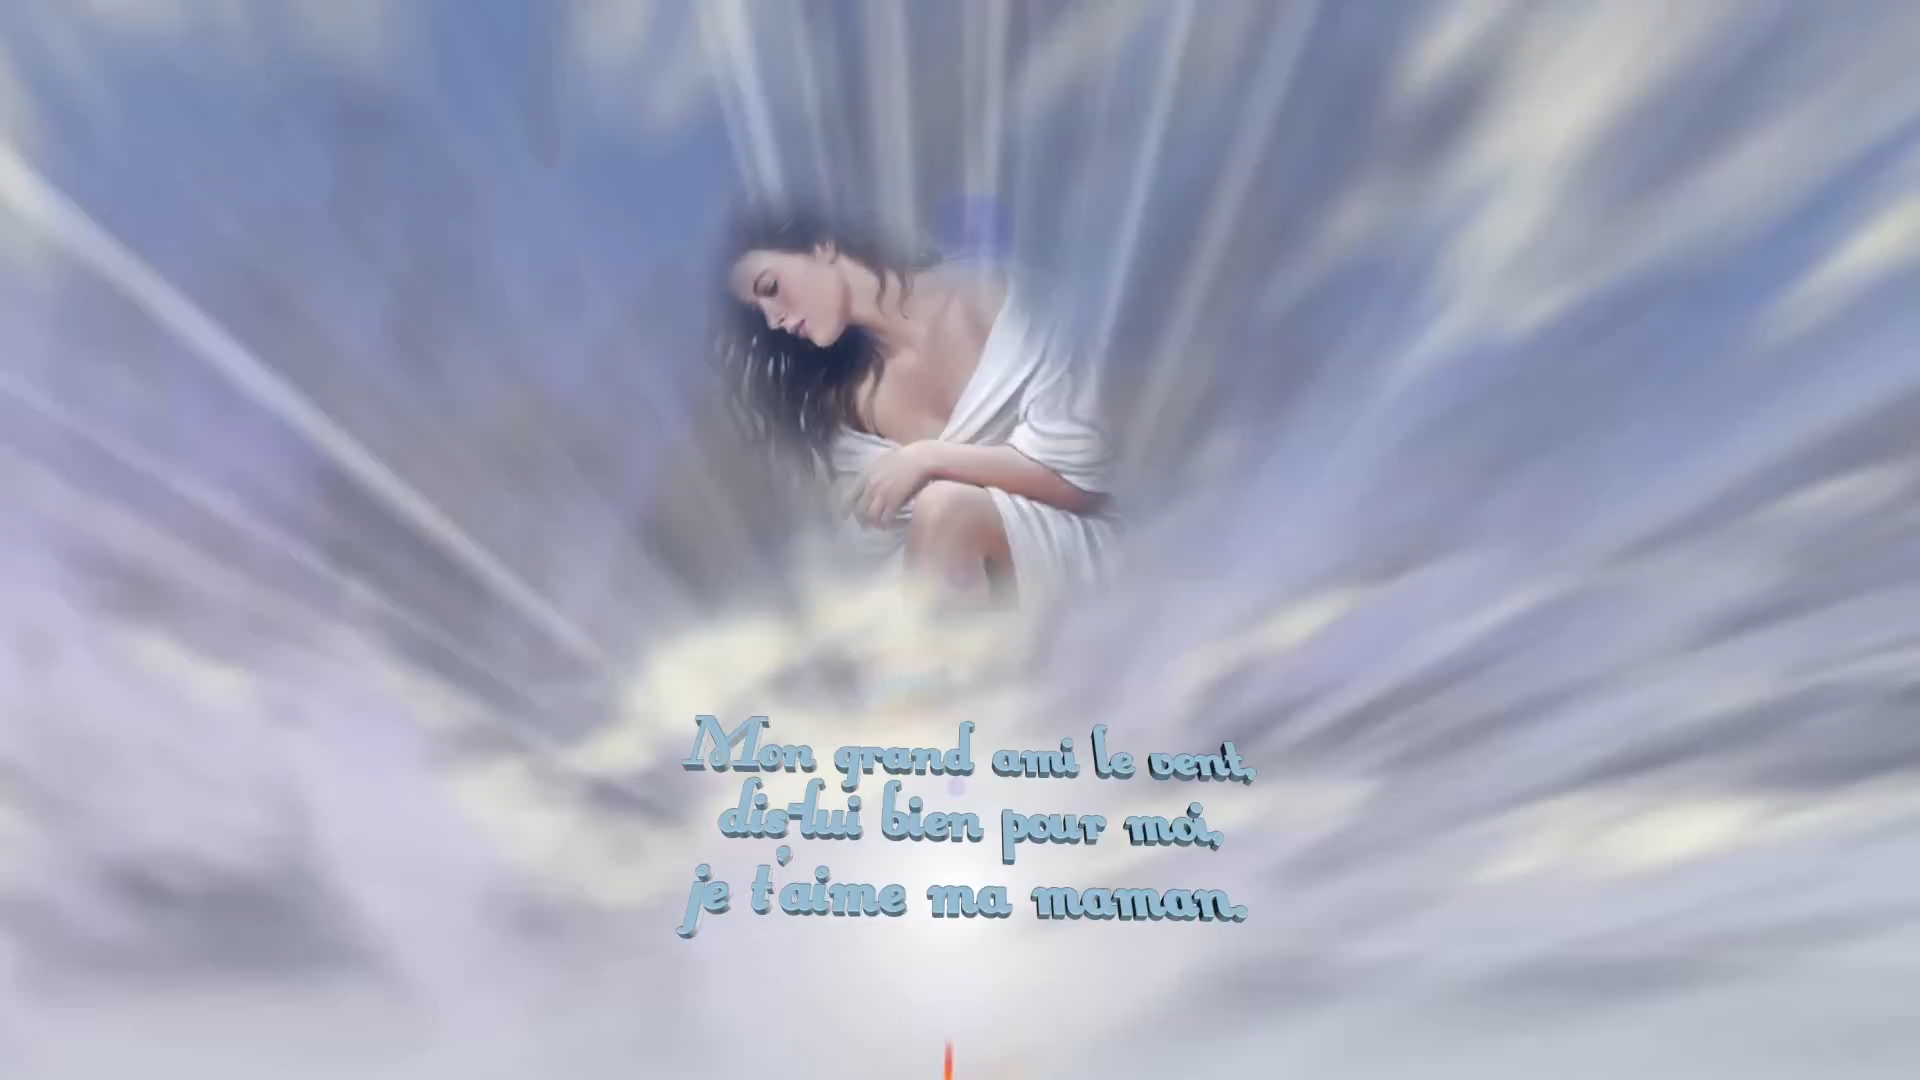 Mon grand ami le vent,
dis-lui bien pour moi,
je t'aime ma maman.